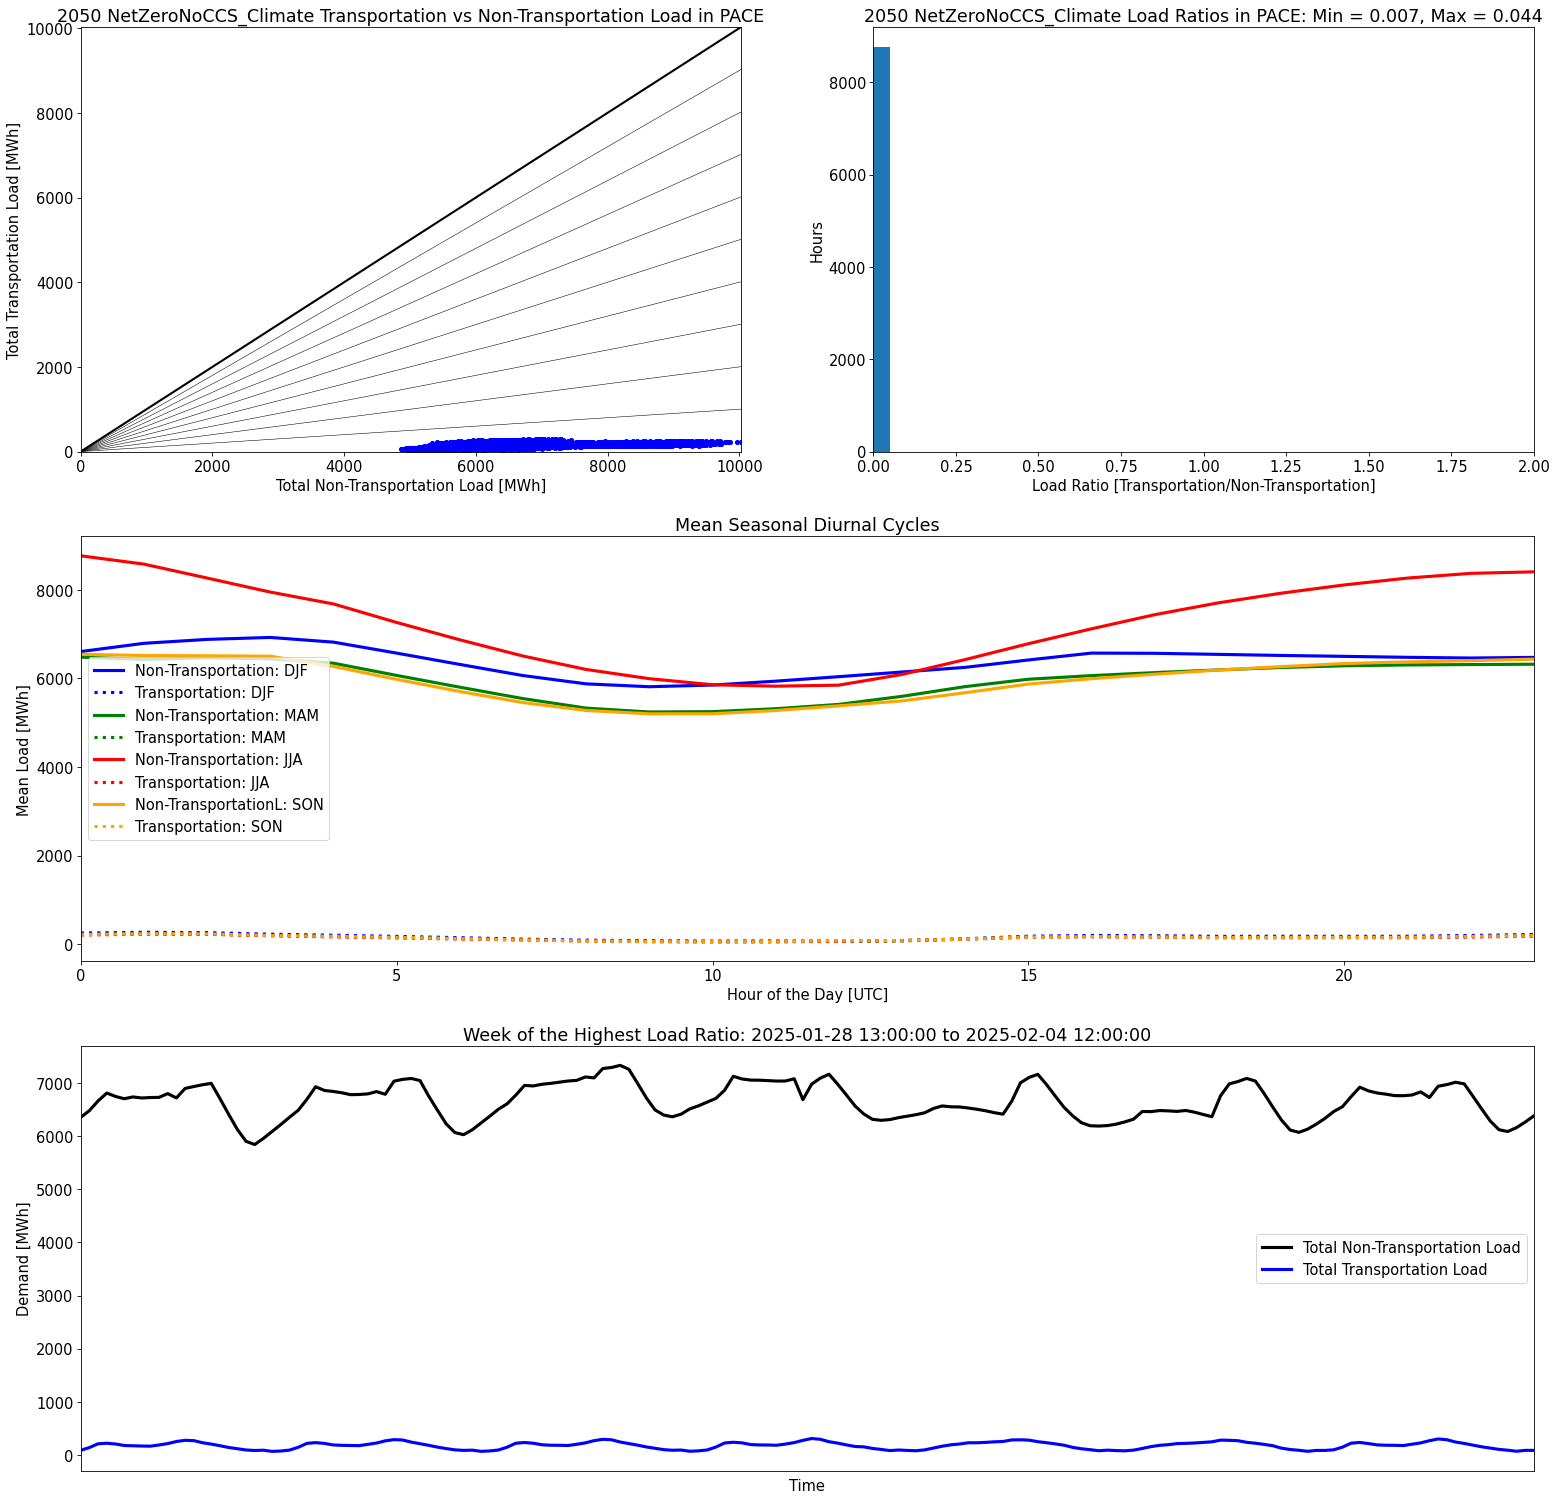 2050 NetZeroNoCCS_Climate Transportation vs Non-Transportation Load in PACE
10000
8000
6000
4000
2000
0
Total Transportation Load [MWh]
0 2000 4000 6000 8000 10000
Total Non-Transportation Load [MWh]
2050 NetZeroNoCCS_Climate Load Ratios in PACE: Min = 0.007, Max = 0.044
8000
6000
4000
2000
0
Hours
0.00 0.25 0.50 0.75 1.00 1.25 1.50 1.75 2.00
Load Ratio [Transportation/Non-Transportation]
Mean Seasonal Diurnal Cycles
8000
6000
4000
2000
0
Mean Load [MWh]
Non-Transportation: DJF
Transportation: DJF
Non-Transportation: MAM
Transportation: MAM
Non-Transportation: JJA
Transportation: JJA
Non-TransportationL: SON
Transportation: SON
0 5 10 15 20
Hour of the Day [UTC]
Week of the Highest Load Ratio: 2025-01-28 13:00:00 to 2025-02-04 12:00:00
7000
6000
5000
4000
3000
2000
1000
0
Demand [MWh]
Total Non-Transportation Load
Total Transportation Load
Time